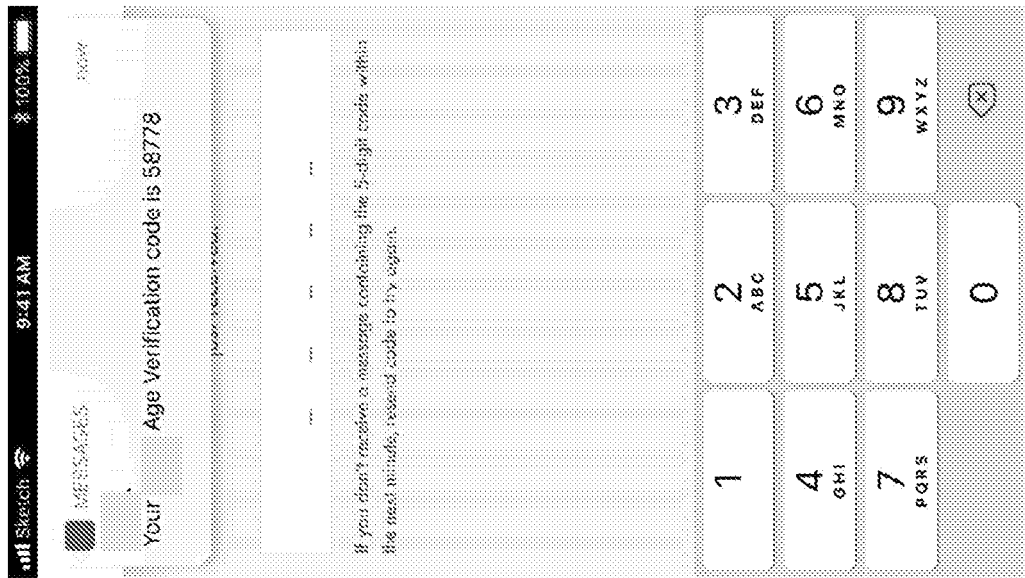 Sketch 9:41 AM 100%
MESSAGES now
Your Age Verification code is 58778
If you don't receive a message containing the 5-digit code within
the next minute, resend code to try again.
1 2 ABC 3 DEF
4 GHI 5 JKL 6 MNO
7 PQRS 8 TUV 9 WXYZ
0